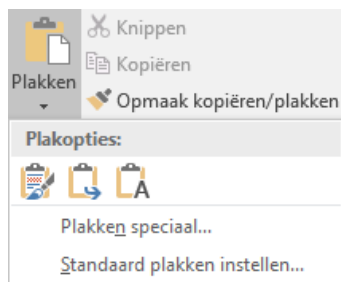 Knippen
Kopiëren
Plakken
Opmaak kopiëren/plakken
Plakopties:
A
Plakken speciaal...
Standaard plakken instellen...